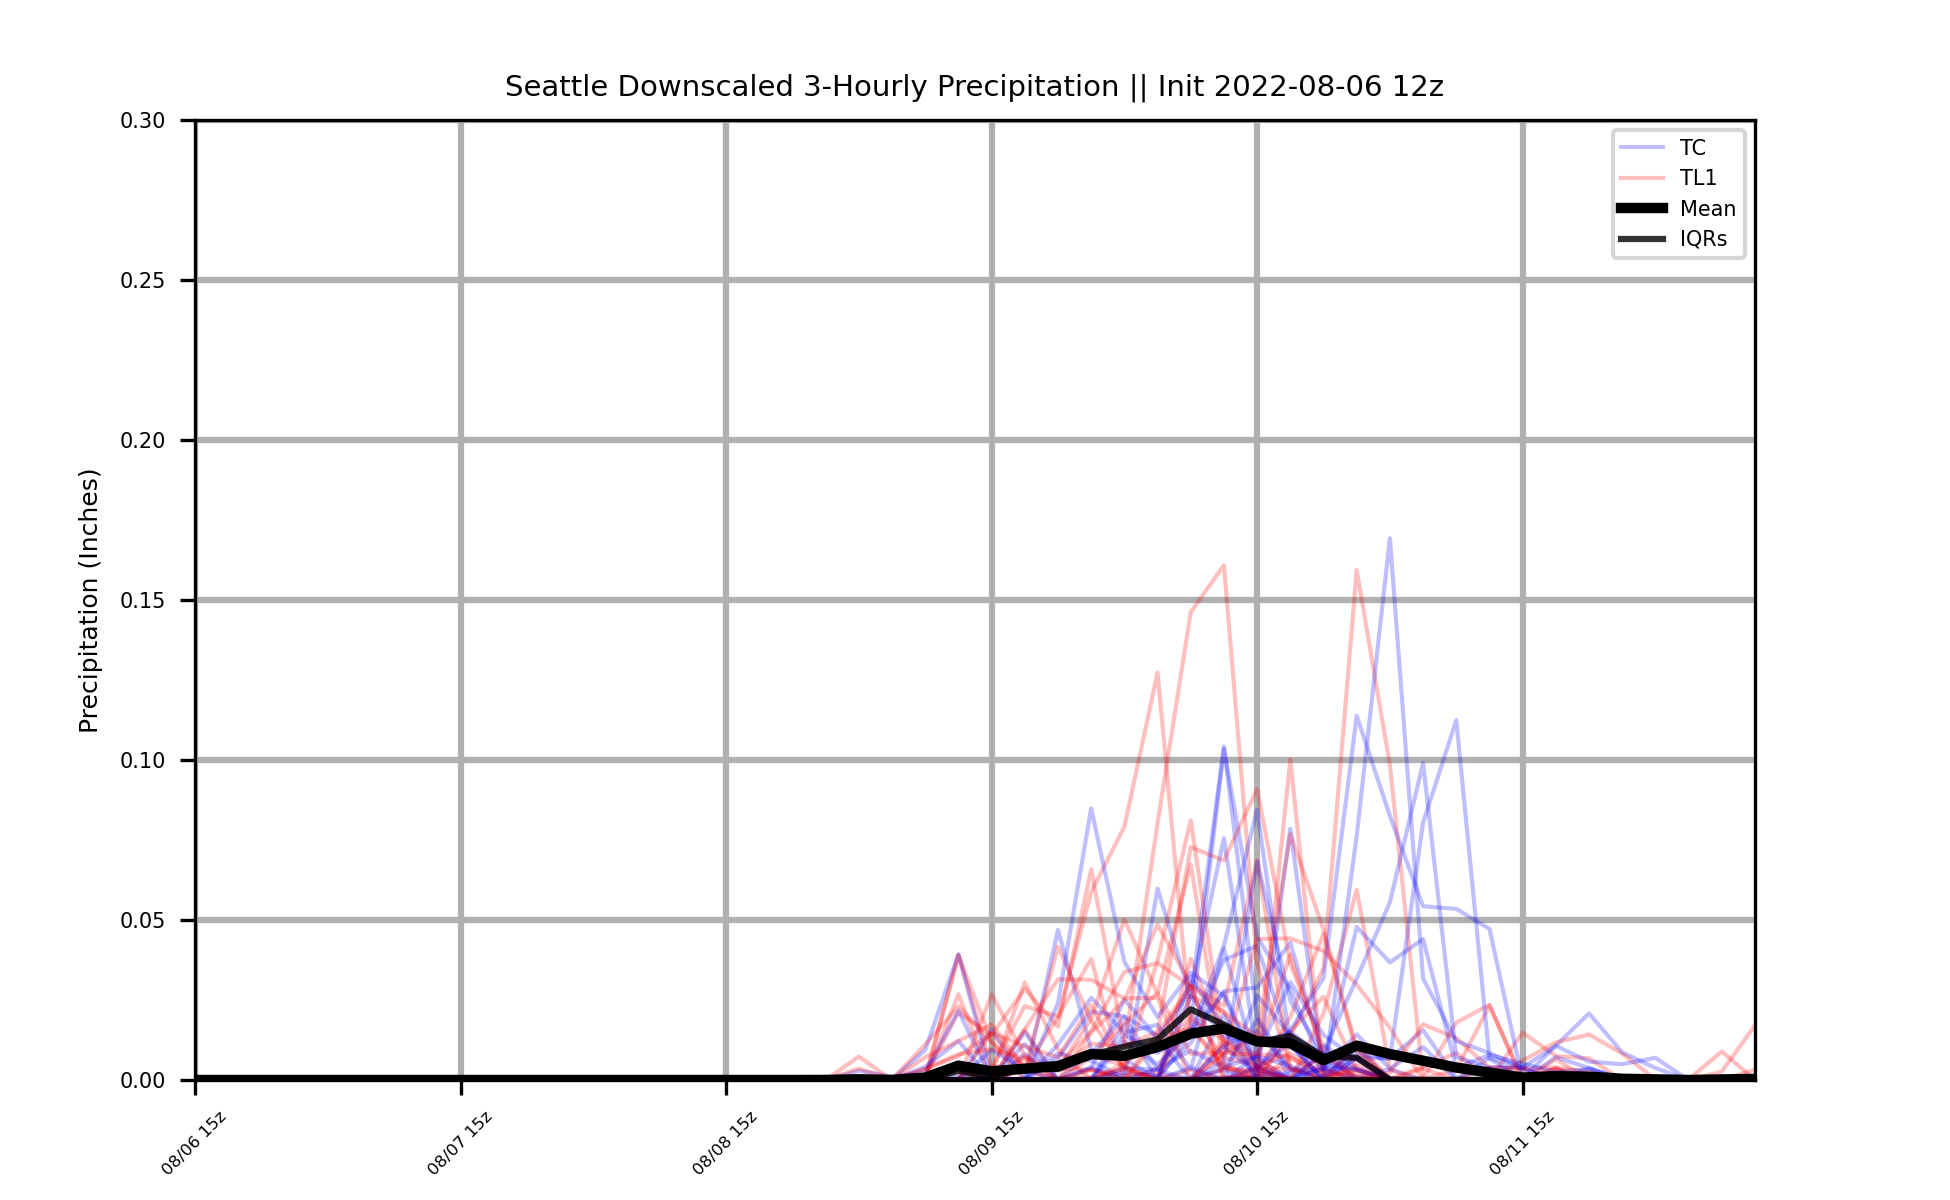 Seattle Downscaled 3-Hourly Precipitation || Init 2022-08-06 12z
TC
TL1
Mean
IQRs
Precipitation (Inches)
0.30
0.25
0.20
0.15
0.10
0.05
0.00
08/06 15z
08/07 15z
08/08 15z
08/09 15z
08/10 15z
08/11 15z